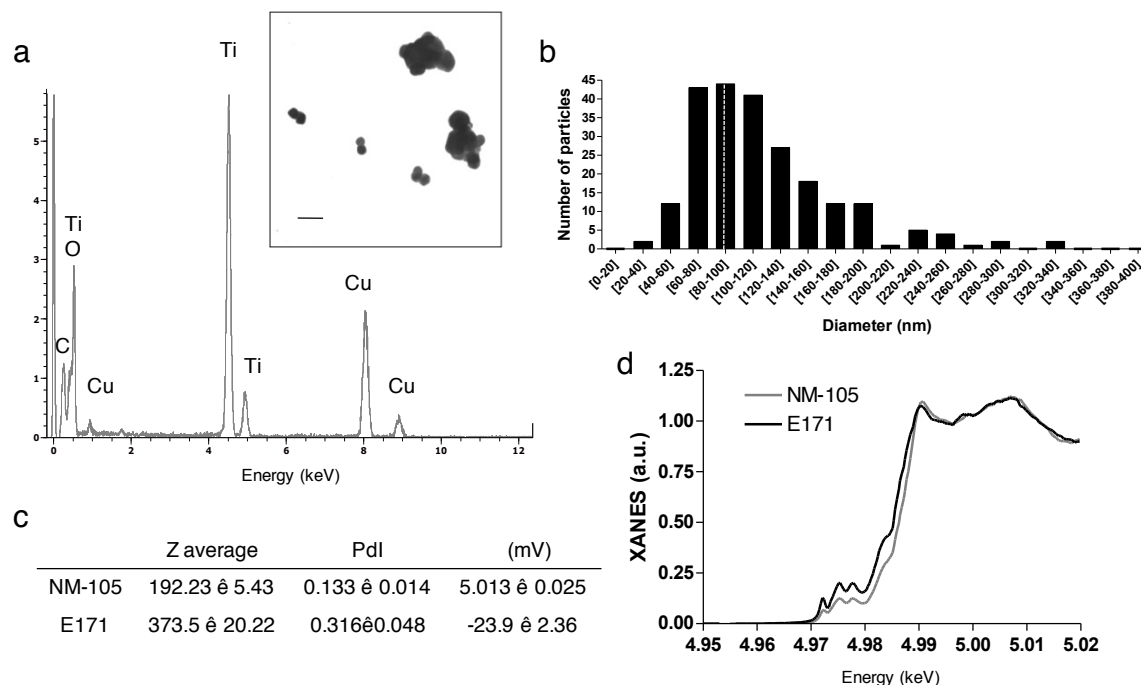 a
Ti
Ti
O
C
Cu
Ti
Cu
Cu
5
4
3
2
1
0
0 2 4 6 8 10 12
Energy (keV)
b
Number of particles
45
40
35
30
25
20
15
10
5
0
[0-20]
[20-40]
[40-60]
[60-80]
[80-100]
[100-120]
[120-140]
[140-160]
[160-180]
[180-200]
[200-220]
[220-240]
[240-260]
[260-280]
[280-300]
[300-320]
[320-340]
[340-360]
[360-380]
[380-400]
Diameter (nm)
c
Z average PdI (mV)
NM-105 192.23 ê 5.43 0.133 ê 0.014 5.013 ê 0.025
E171 373.5 ê 20.22 0.316ê0.048 -23.9 ê 2.36
d
XANES (a.u.)
1.25
1.00
0.75
0.50
0.25
0.00
NM-105
E171
4.95 4.96 4.97 4.98 4.99 5.00 5.01 5.02
Energy (keV)